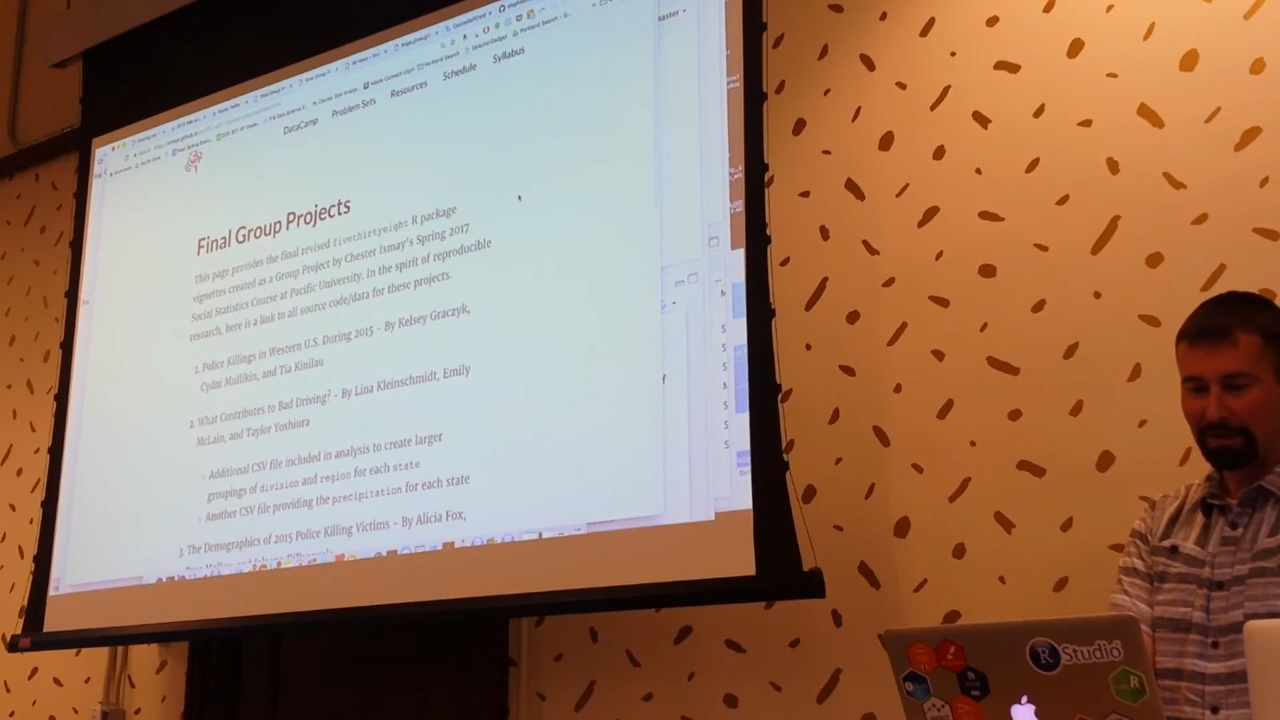 DataCamp Problem Sets Resources Schedule Syllabus
Final Group Projects
This page provides the final revised fivethirtyeight R package
vignettes created as a Group Project by Chester Ismay's Spring 2017
Social Statistics Course at Pacific University. In the spirit of reproducible
research, here is a link to all source code/data for these projects.
1. Police Killings in Western U.S. During 2015 – By Kelsey Graczyk,
Cydni Mullikin, and Tia Kinilau
2. What Contributes to Bad Driving? – By Lina Kleinschmidt, Emily
McLain, and Taylor Yoshiura
Additional CSV file included in analysis to create larger
groupings of division and region for each state
Another CSV file providing the precipitation for each state
3. The Demographics of 2015 Police Killing Victims – By Alicia Fox,
R Studio
R